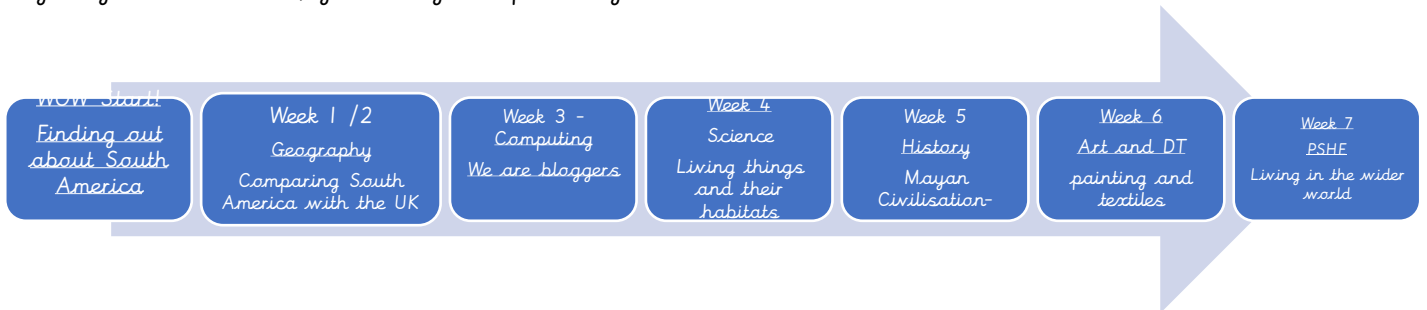 WOW Start!
Finding out
about South
America
Week 1 /2
Geography
Comparing South
America with the UK
Week 3 -
Computing
We are bloggers
Week 4
Science
Living things
and their
habitats
Week 5
History
Mayan
Civilisation-
Week 6
Art and DT
painting and
textiles
Week 7
PSHE
Living in the wider
world